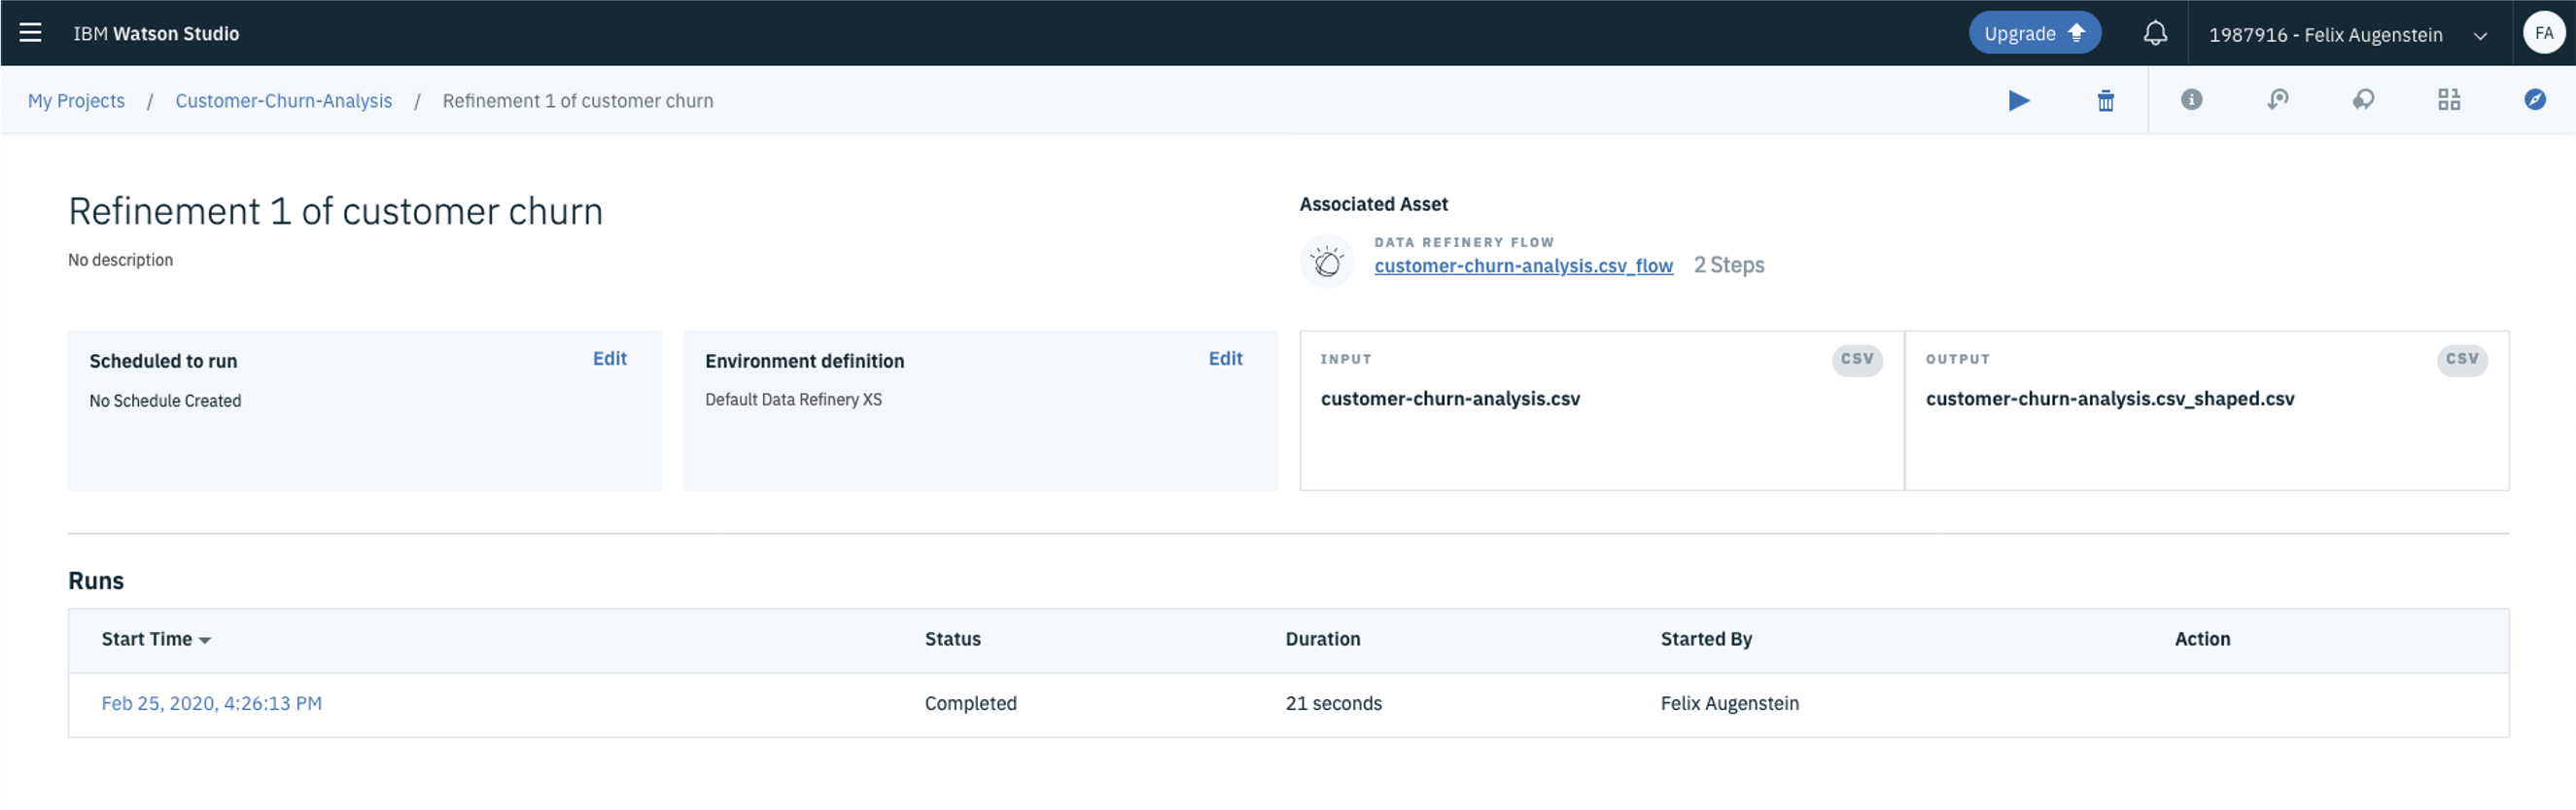 IBM Watson Studio
Upgrade
1987916 - Felix Augenstein
FA
My Projects / Customer-Churn-Analysis / Refinement 1 of customer churn
Refinement 1 of customer churn
No description
Associated Asset
DATA REFINERY FLOW
customer-churn-analysis.csv_flow 2 Steps
Scheduled to run Edit
No Schedule Created
Environment definition Edit
Default Data Refinery XS
INPUT CSV
customer-churn-analysis.csv
OUTPUT CSV
customer-churn-analysis.csv_shaped.csv
Runs
Start Time Status Duration Started By Action
Feb 25, 2020, 4:26:13 PM Completed 21 seconds Felix Augenstein